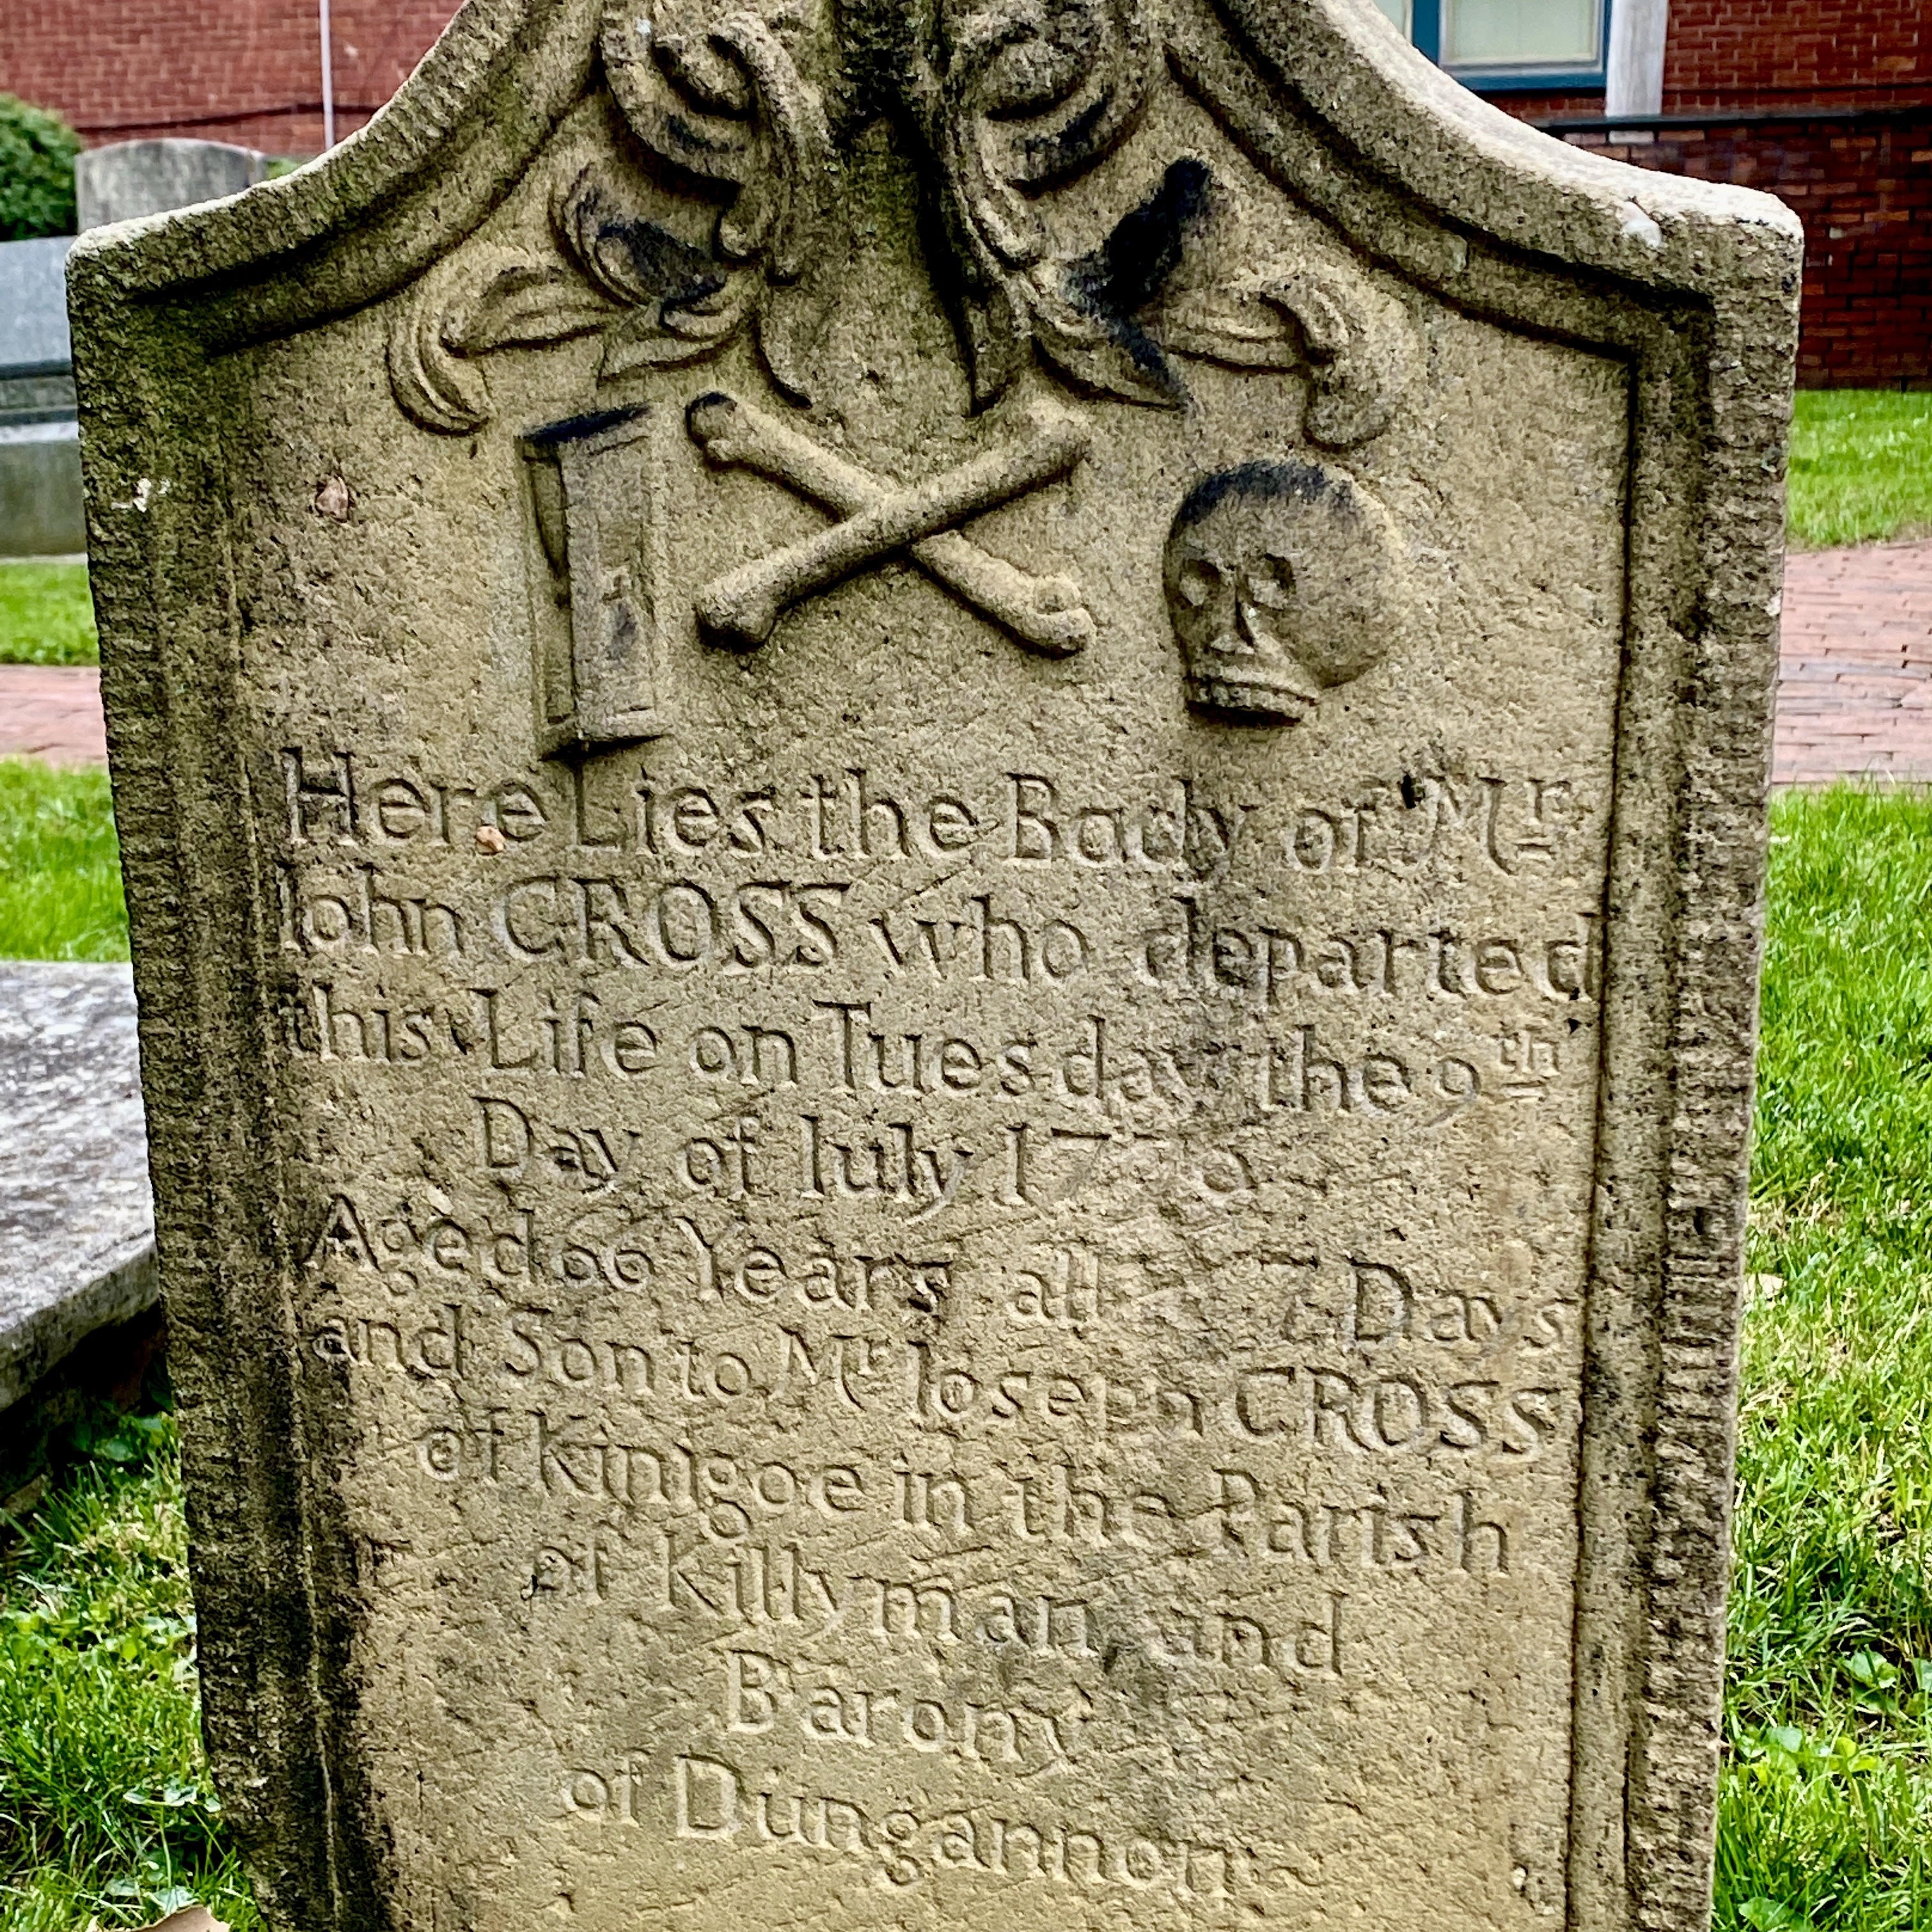 Here Lies the Body of Mr
Iohn CROSS who departed
this Life on Tuesday the 9th
Day of Iuly
Aged 66 Years all Days
and Son to Mr Ioseph CROSS
of Kinigoe in the Parish
of Killyman, and
Barony
of Dungannon